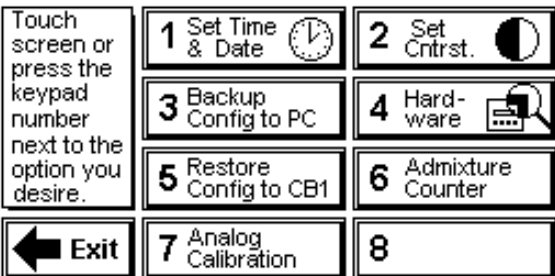 Touch
screen or
press the
keypad
number
next to the
option you
desire.
Exit
1 Set Time
& Date
2 Set
Cntrst.
3 Backup
Config to PC
4 Hard-
ware
5 Restore
Config to CB1
6 Admixture
Counter
7 Analog
Calibration
8